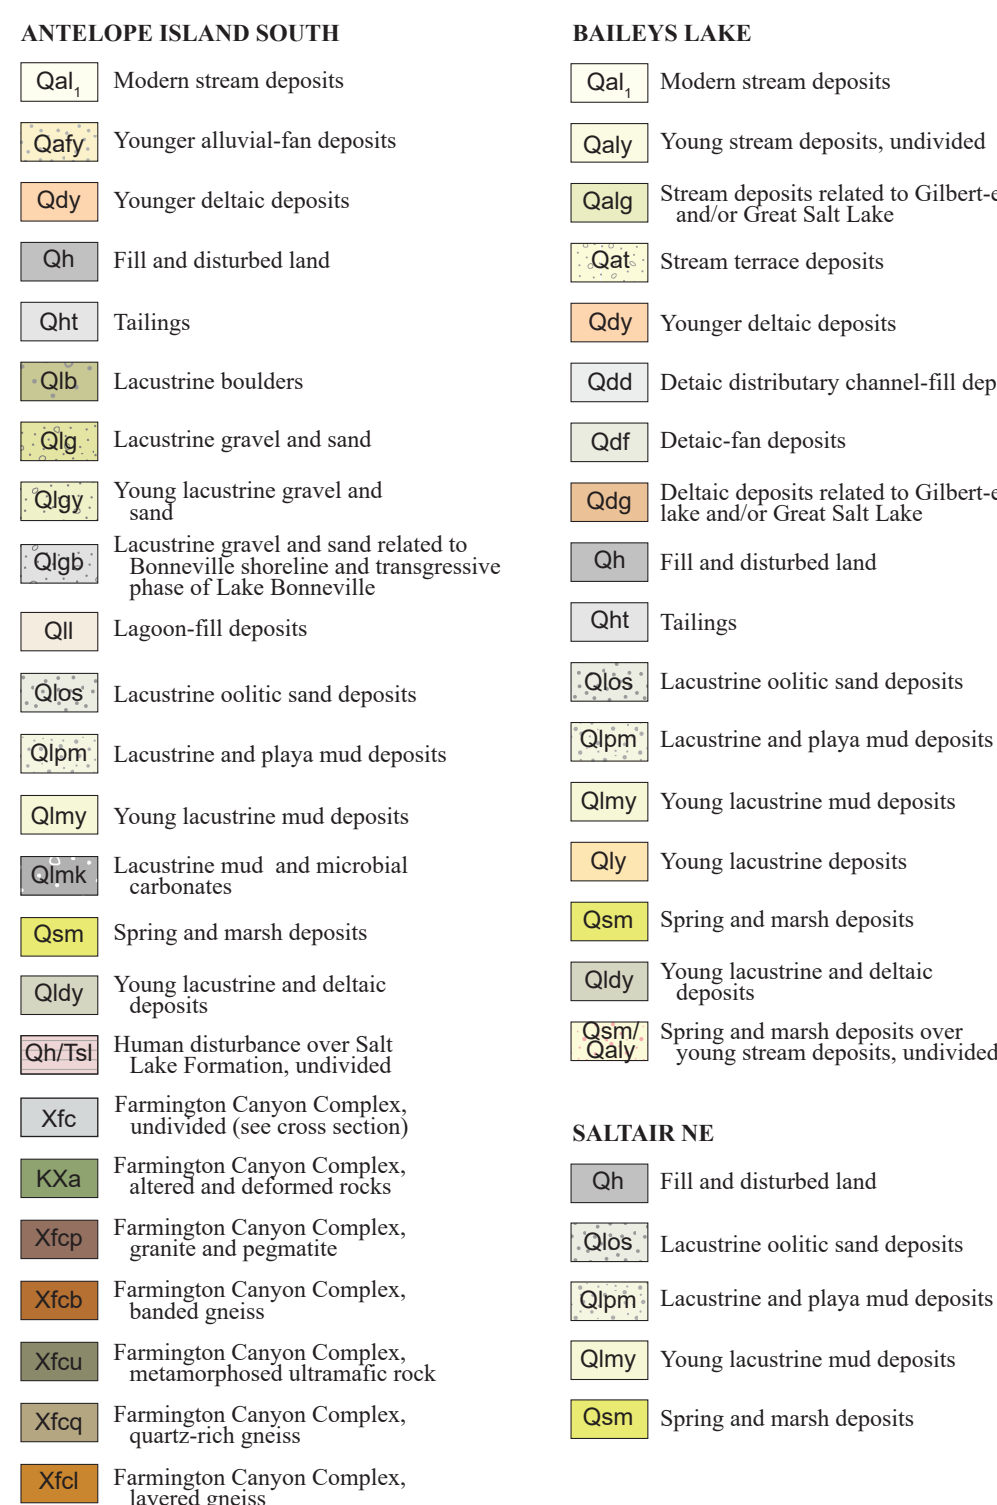 ANTELOPE ISLAND SOUTH
Qal1 Modern stream deposits
Qafy Younger alluvial-fan deposits
Qdy Younger deltaic deposits
Qh Fill and disturbed land
Qht Tailings
Qlb Lacustrine boulders
Qlg Lacustrine gravel and sand
Qlgy Young lacustrine gravel and
sand
Qlgb Lacustrine gravel and sand related to
Bonneville shoreline and transgressive
phase of Lake Bonneville
Qll Lagoon-fill deposits
Qlos Lacustrine oolitic sand deposits
Qlpm Lacustrine and playa mud deposits
Qlmy Young lacustrine mud deposits
Qlmk Lacustrine mud and microbial
carbonates
Qsm Spring and marsh deposits
Qldy Young lacustrine and deltaic
deposits
Qh/Tsl Human disturbance over Salt
Lake Formation, undivided
Xfc Farmington Canyon Complex,
undivided (see cross section)
KXa Farmington Canyon Complex,
altered and deformed rocks
Xfcp Farmington Canyon Complex,
granite and pegmatite
Xfcb Farmington Canyon Complex,
banded gneiss
Xfcu Farmington Canyon Complex,
metamorphosed ultramafic rock
Xfcq Farmington Canyon Complex,
quartz-rich gneiss
Xfcl Farmington Canyon Complex,
layered gneiss
BAILEYS LAKE
Qal1 Modern stream deposits
Qaly Young stream deposits, undivided
Qalg Stream deposits related to Gilbert-e
and/or Great Salt Lake
Qat Stream terrace deposits
Qdy Younger deltaic deposits
Qdd Detaic distributary channel-fill dep
Qdf Detaic-fan deposits
Qdg Deltaic deposits related to Gilbert-e
lake and/or Great Salt Lake
Qh Fill and disturbed land
Qht Tailings
Qlos Lacustrine oolitic sand deposits
Qlpm Lacustrine and playa mud deposits
Qlmy Young lacustrine mud deposits
Qly Young lacustrine deposits
Qsm Spring and marsh deposits
Qldy Young lacustrine and deltaic
deposits
Qsm/ Spring and marsh deposits over
Qaly young stream deposits, undivided
SALTAIR NE
Qh Fill and disturbed land
Qlos Lacustrine oolitic sand deposits
Qlpm Lacustrine and playa mud deposits
Qlmy Young lacustrine mud deposits
Qsm Spring and marsh deposits